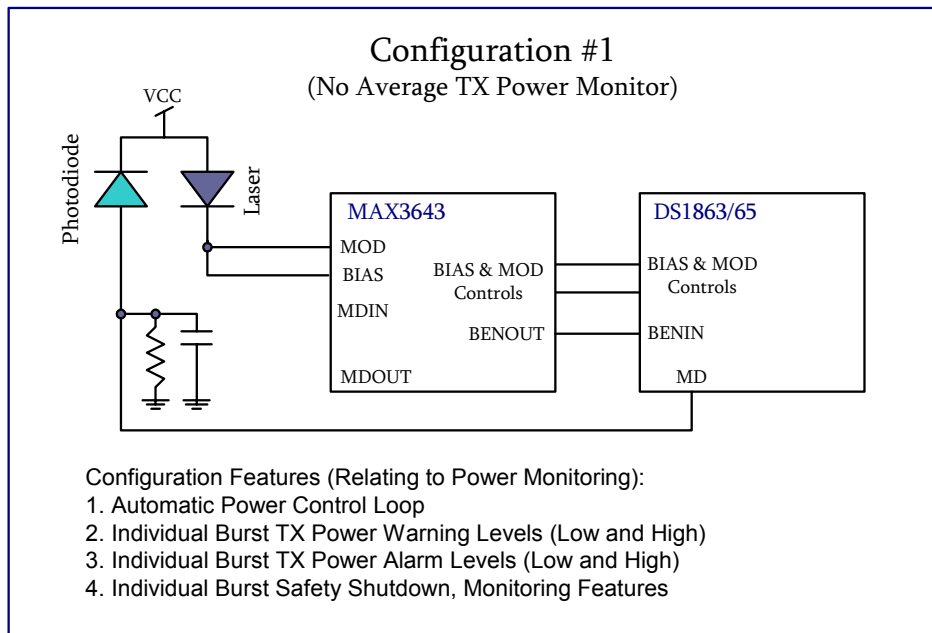 Configuration #1
(No Average TX Power Monitor)
VCC
Photodiode
Laser
MAX3643
DS1863/65
MOD
BIAS
MDIN
MDOUT
BIAS & MOD
Controls
BENOUT
BIAS & MOD
Controls
BENIN
MD
Configuration Features (Relating to Power Monitoring):
1. Automatic Power Control Loop
2. Individual Burst TX Power Warning Levels (Low and High)
3. Individual Burst TX Power Alarm Levels (Low and High)
4. Individual Burst Safety Shutdown, Monitoring Features